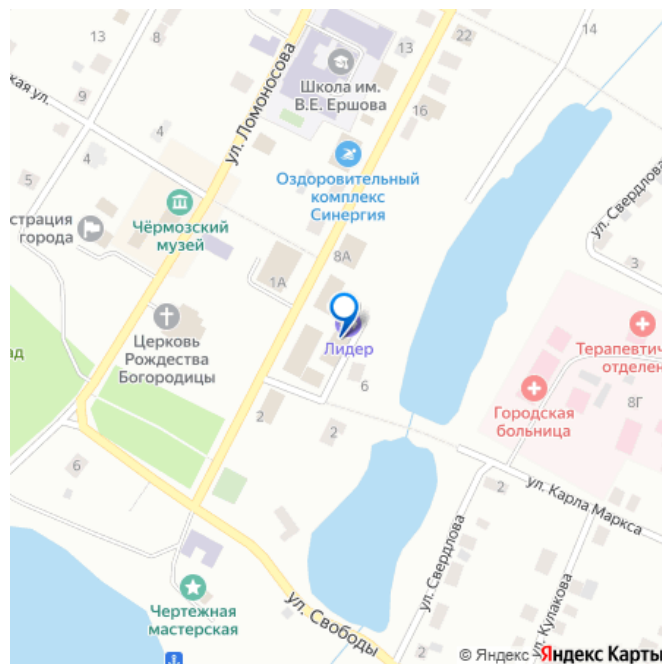 13
8
13
22
14
ул. Ломоносова
Школа им.
В.Е. Ершова
кая ул.
9
4
4
16
5
Оздоровительный
комплекс
Синергия
ул. Свердлова
страция
города
Чёрмозский
музей
8А
1А
3
Церковь
Рождества
Богородицы
ад
Лидер
6
Терапевтич
отделен
Городская
больница
8Г
2
2
6
2
ул. Карла Маркса
ул. Свердлова
ул. Кулакова
Чертежная
мастерская
ул. Свободы
2
© Яндекс Яндекс Карты